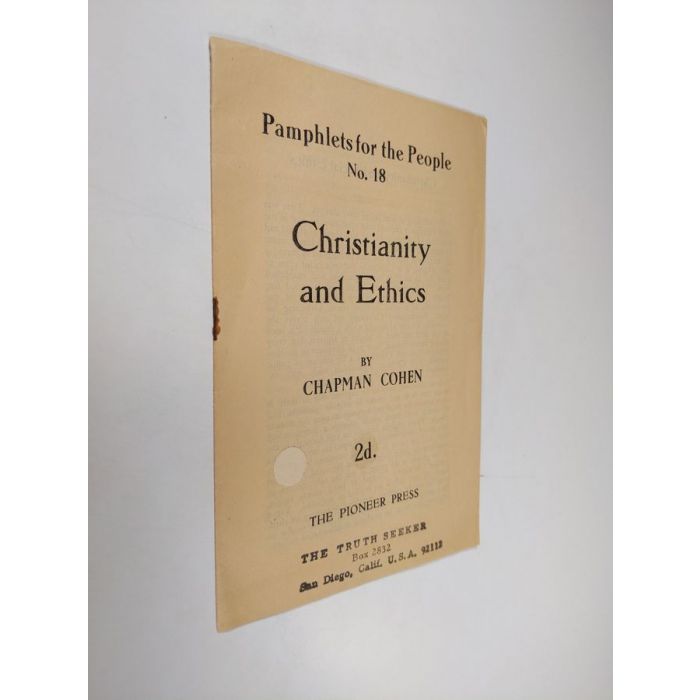 Pamphlets for the People
No. 18
Christianity
and Ethics
BY
CHAPMAN COHEN
2d.
THE PIONEER PRESS
THE TRUTH SEEKER
Box 2832
San Diego, Calif. U. S. A. 92112